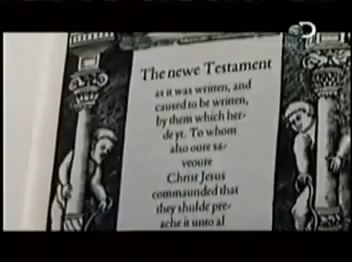 The newe Testament
as it was written, and
caused to be written,
by them which her-
de yt. To whom
also oure sa-
veoure
Christ Jesus
commaunded that
they shulde pre-
ache it unto al